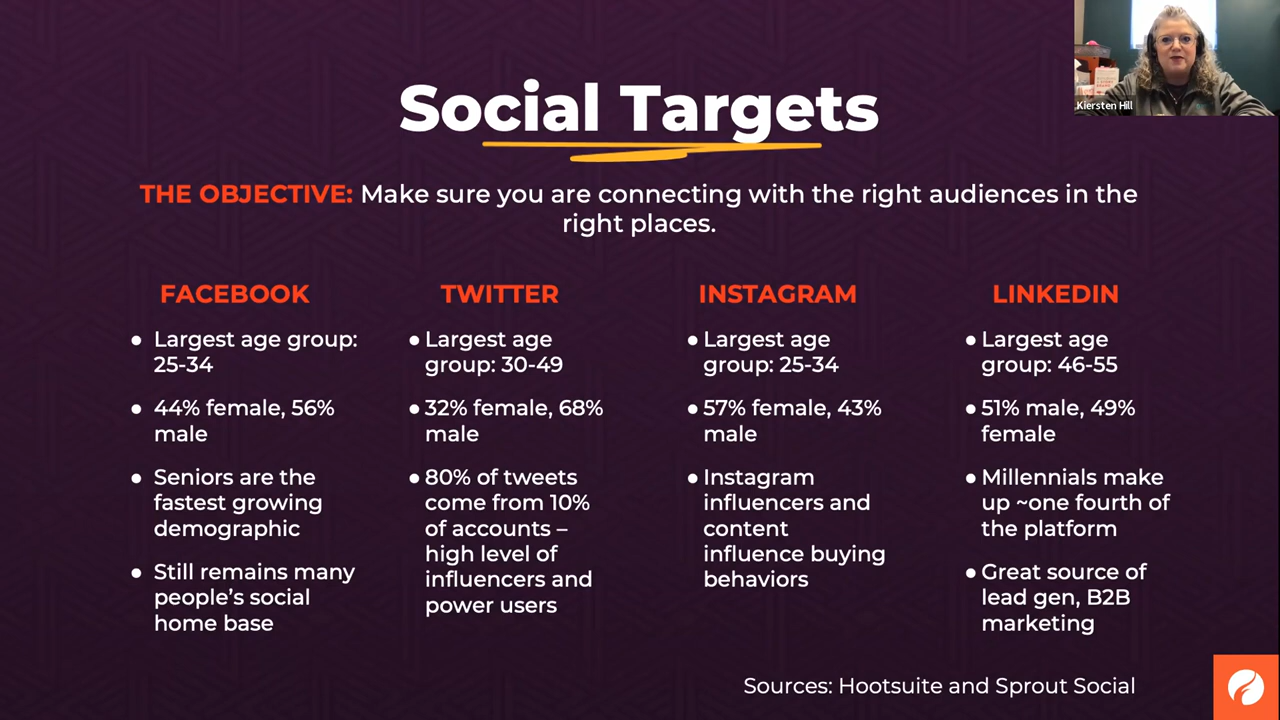 Kiersten Hill
Social Targets
THE OBJECTIVE: Make sure you are connecting with the right audiences in the
right places.
FACEBOOK
● Largest age group:
25-34
● 44% female, 56%
male
● Seniors are the
fastest growing
demographic
● Still remains many
people's social
home base
TWITTER
● Largest age
group: 30-49
● 32% female, 68%
male
● 80% of tweets
come from 10%
of accounts –
high level of
influencers and
power users
INSTAGRAM
● Largest age
group: 25-34
● 57% female, 43%
male
● Instagram
influencers and
content
influence buying
behaviors
LINKEDIN
● Largest age
group: 46-55
● 51% male, 49%
female
● Millennials make
up ~one fourth of
the platform
● Great source of
lead gen, B2B
marketing
Sources: Hootsuite and Sprout Social